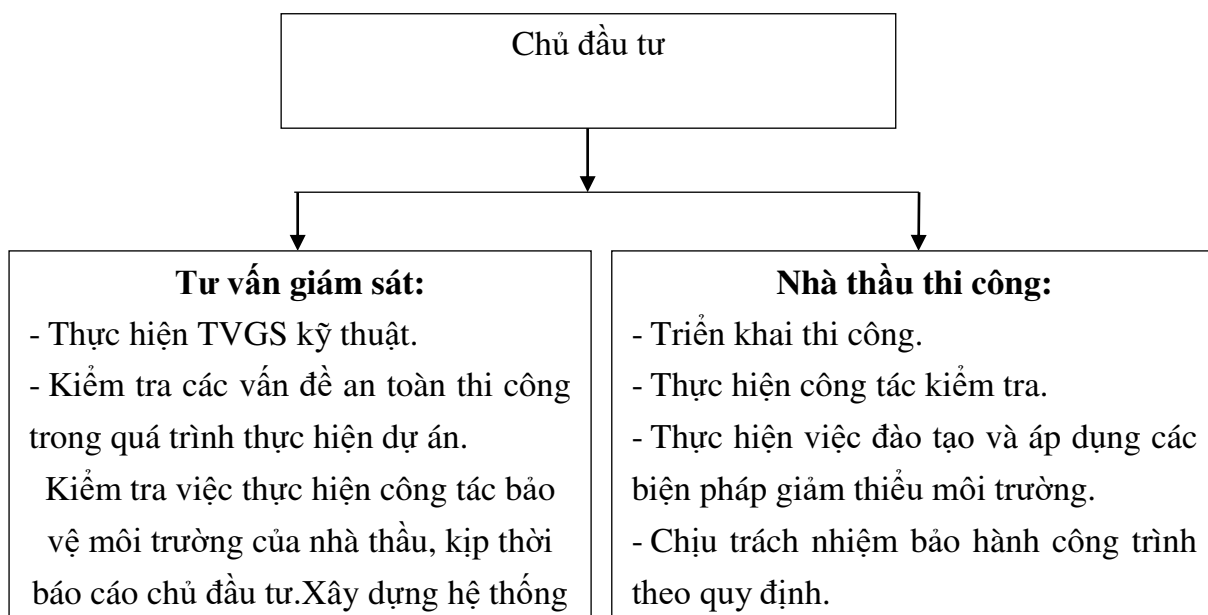 Chủ đầu tư
Tư vấn giám sát:
- Thực hiện TVGS kỹ thuật.
- Kiểm tra các vấn đề an toàn thi công
trong quá trình thực hiện dự án.
Kiểm tra việc thực hiện công tác bảo
vệ môi trường của nhà thầu, kịp thời
báo cáo chủ đầu tư.Xây dựng hệ thống
Nhà thầu thi công:
- Triển khai thi công.
- Thực hiện công tác kiểm tra.
- Thực hiện việc đào tạo và áp dụng các
biện pháp giảm thiểu môi trường.
- Chịu trách nhiệm bảo hành công trình
theo quy định.